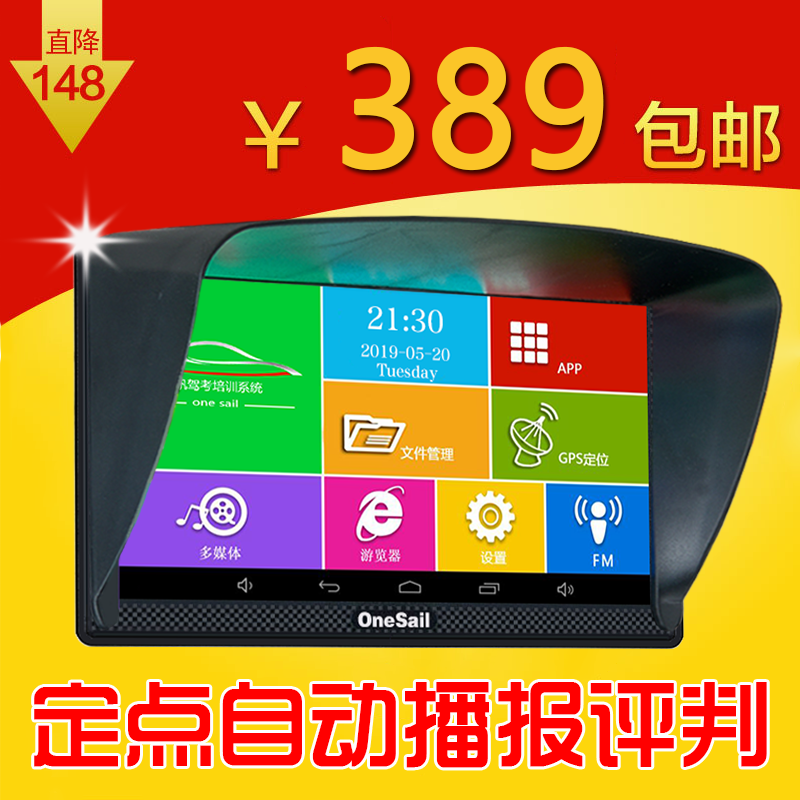 直降
148
¥ 389 包邮
21:30
2019-05-20
Tuesday
APP
驾考培训系统
one sail
文件管理
GPS定位
多媒体
游览器
设置
FM
OneSail
定点自动播报评判